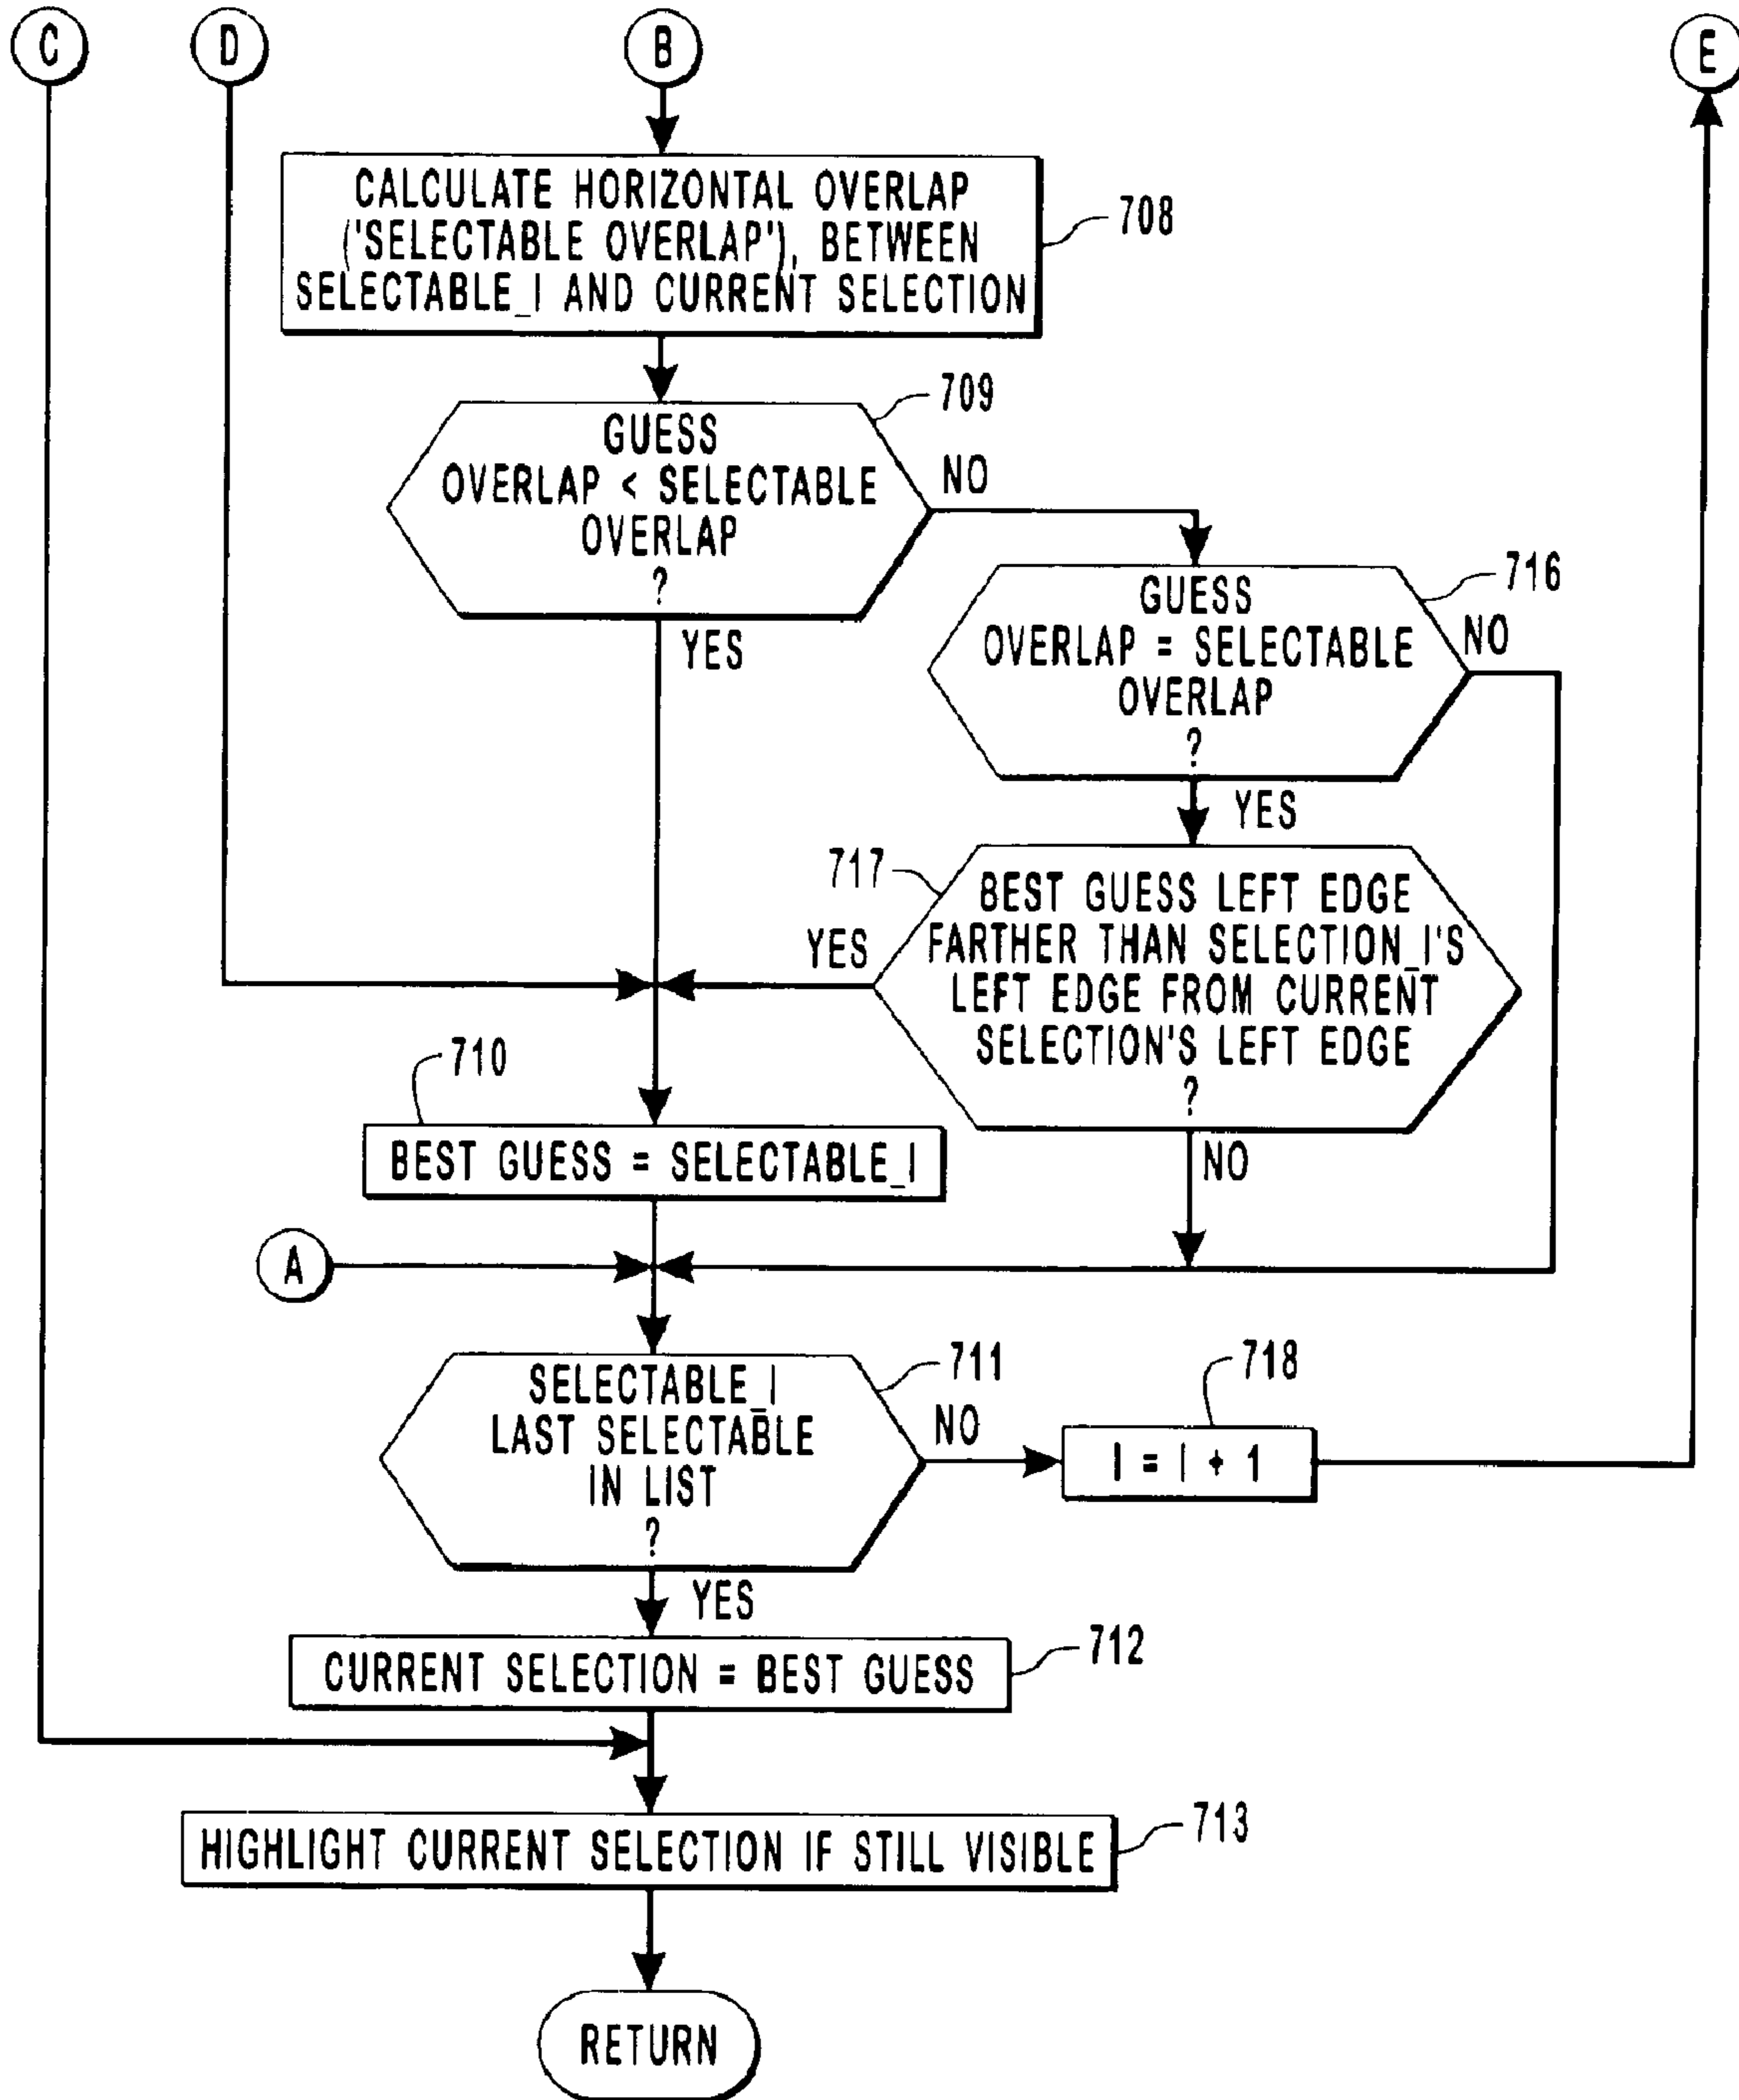 C
D
B
E
CALCULATE HORIZONTAL OVERLAP
('SELECTABLE OVERLAP'), BETWEEN
SELECTABLE_I AND CURRENT SELECTION
708
709
GUESS
OVERLAP < SELECTABLE
OVERLAP
?
NO
YES
716
GUESS
OVERLAP = SELECTABLE
OVERLAP
?
NO
YES
717
BEST GUESS LEFT EDGE
FARTHER THAN SELECTION_I'S
LEFT EDGE FROM CURRENT
SELECTION'S LEFT EDGE
?
YES
NO
710
BEST GUESS = SELECTABLE_I
A
711
SELECTABLE_I
LAST SELECTABLE
IN LIST
?
NO
718
I = I + 1
YES
712
CURRENT SELECTION = BEST GUESS
713
HIGHLIGHT CURRENT SELECTION IF STILL VISIBLE
RETURN